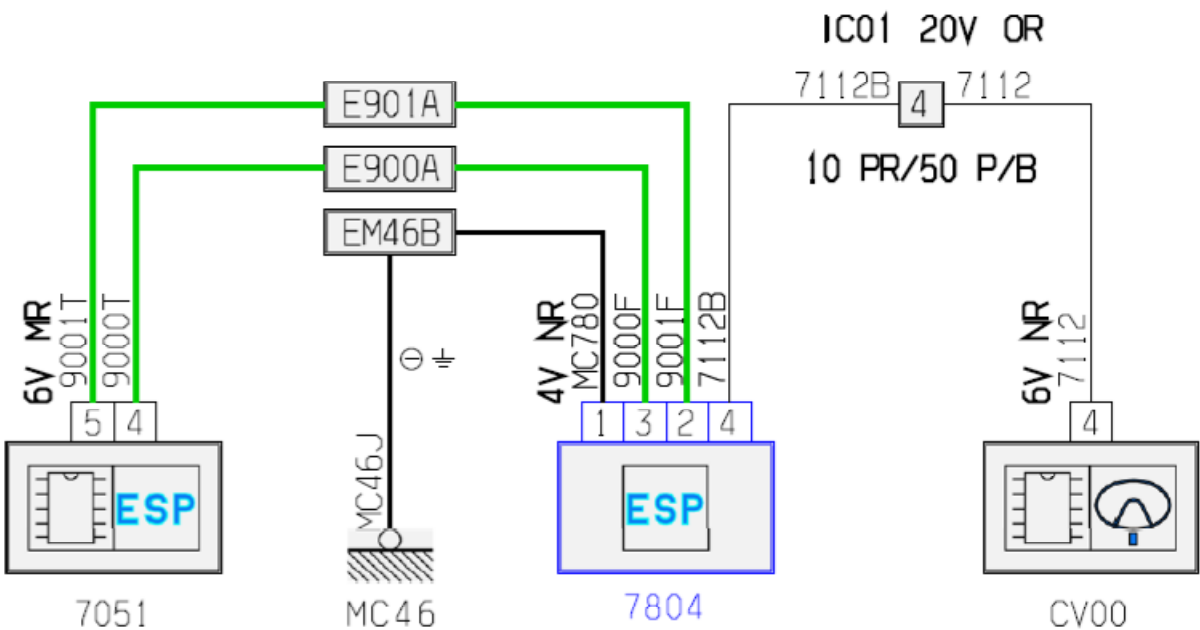 IC01 20V OR
7112B 4 7112
10 PR/50 P/B
E901A
E900A
EM46B
6V MR
9001T
9000T
4V NR
MC780
9000F
9001F
7112B
6V NR
7112
MC46J
5 4
1 3 2 4
4
ESP
ESP
7051
MC46
7804
CV00